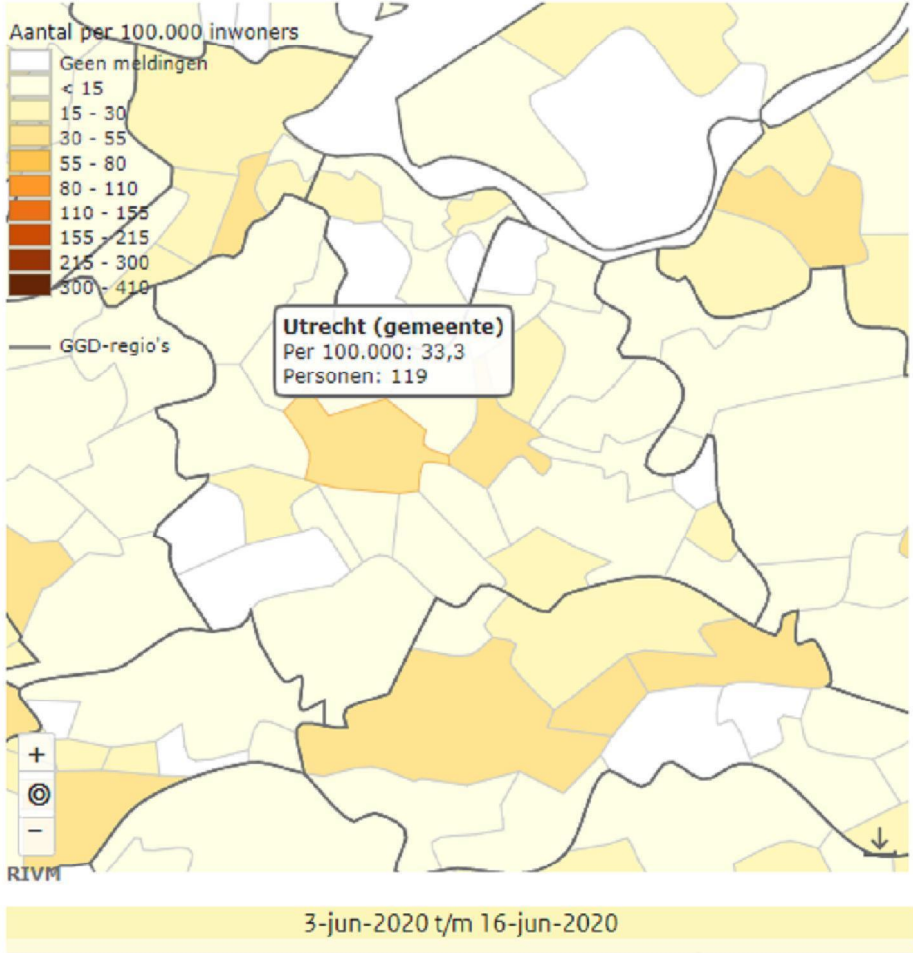 Aantal per 100.000 inwoners
Geen meldingen
< 15
15 - 30
30 - 55
55 - 80
80 - 110
110 - 155
155 - 215
215 - 300
300 - 410
GGD-regio's
Utrecht (gemeente)
Per 100.000: 33,3
Personen: 119
+
−
RIVM
3-jun-2020 t/m 16-jun-2020